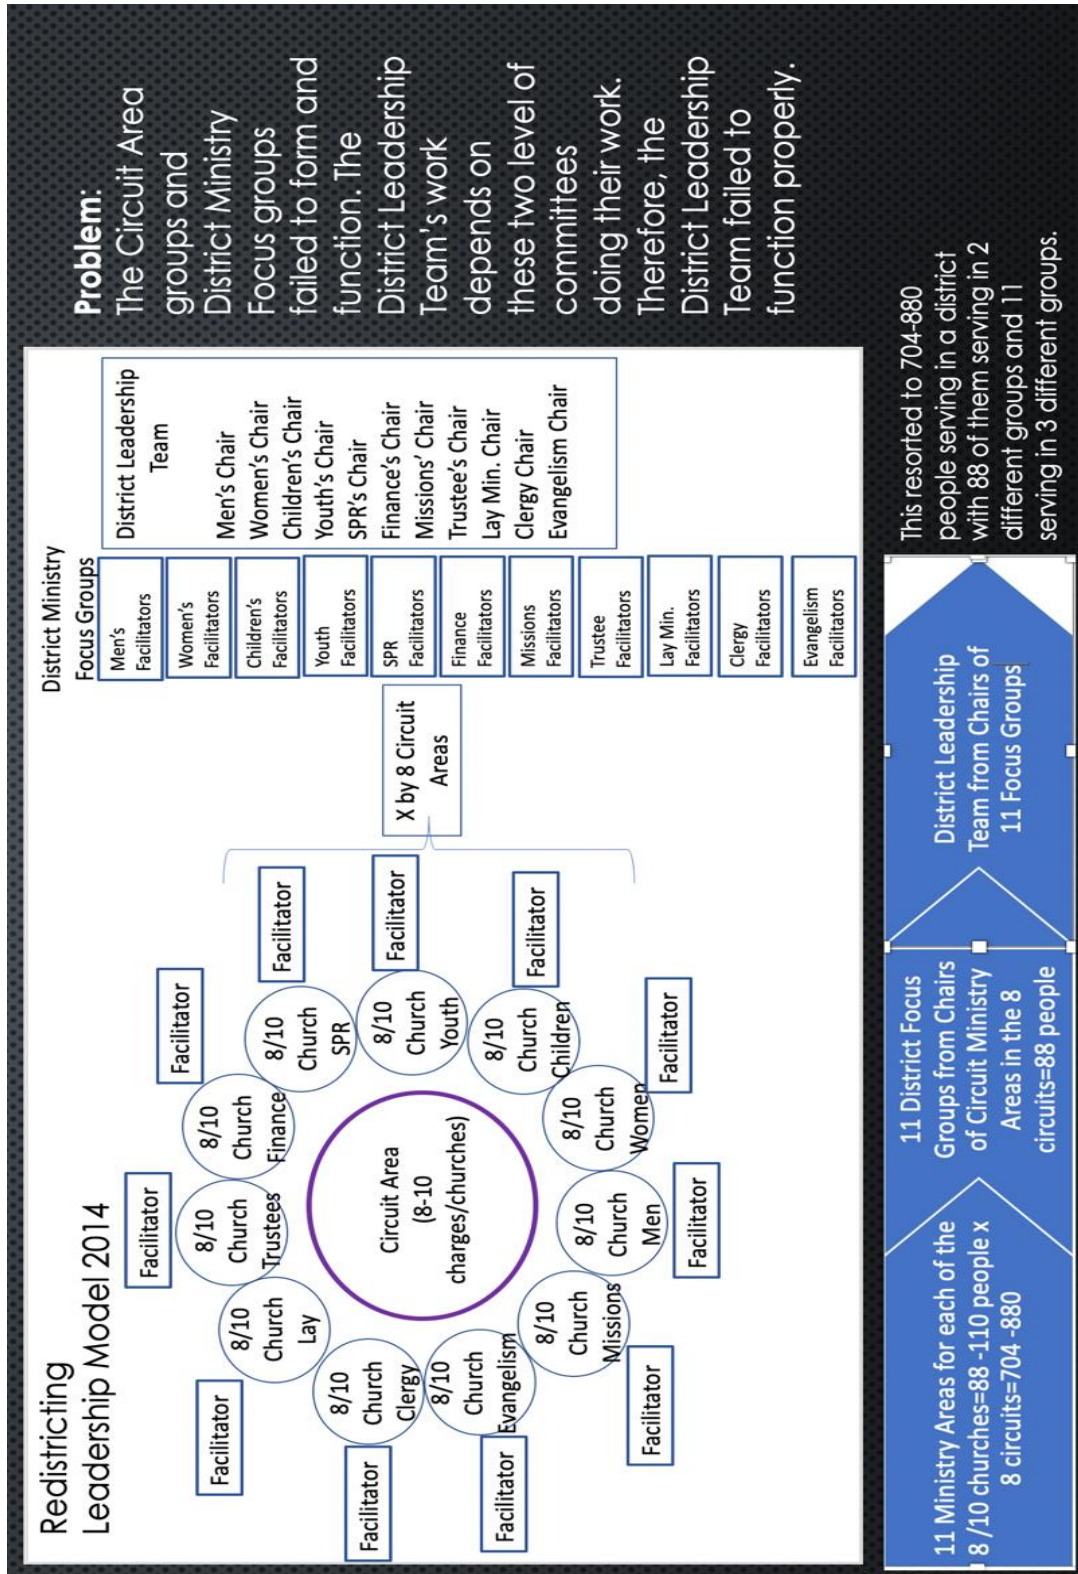 Redistricting
Leadership Model 2014
Facilitator
Facilitator
Facilitator
Facilitator
Facilitator
Facilitator
Facilitator
Facilitator
Facilitator
Facilitator
Facilitator
8/10
Church
Clergy
8/10
Church
Lay
8/10
Church
Trustees
8/10
Church
Finance
8/10
Church
SPR
8/10
Church
Youth
8/10
Church
Children
8/10
Church
Women
8/10
Church
Men
8/10
Church
Missions
8/10
Church
Evangelism
Circuit Area
(8-10
charges/churches)
X by 8 Circuit
Areas
District Ministry
Focus Groups
Men's
Facilitators
Women's
Facilitators
Children's
Facilitators
Youth
Facilitators
SPR
Facilitators
Finance
Facilitators
Missions
Facilitators
Trustee
Facilitators
Lay Min.
Facilitators
Clergy
Facilitators
Evangelism
Facilitators
District Leadership
Team
Men's Chair
Women's Chair
Children's Chair
Youth's Chair
SPR's Chair
Finance's Chair
Missions' Chair
Trustee's Chair
Lay Min. Chair
Clergy Chair
Evangelism Chair
Problem:
The Circuit Area
groups and
District Ministry
Focus groups
failed to form and
function. The
District Leadership
Team's work
depends on
these two level of
committees
doing their work.
Therefore, the
District Leadership
Team failed to
function properly.
11 Ministry Areas for each of the
8 /10 churches=88 -110 people x
8 circuits=704 -880
11 District Focus
Groups from Chairs
of Circuit Ministry
Areas in the 8
circuits=88 people
District Leadership
Team from Chairs of
11 Focus Groups
This resorted to 704-880
people serving in a district
with 88 of them serving in 2
different groups and 11
serving in 3 different groups.